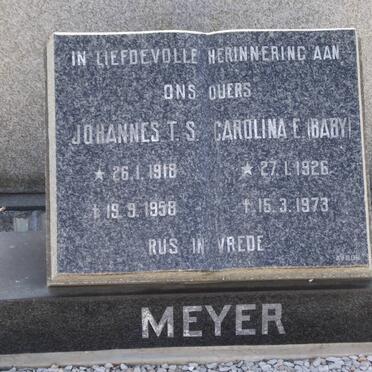 IN LIEFDEVOLLE HERINNERING AAN
ONS OUERS
JOHANNES T. S. CAROLINA E. (BABY)
* 26.1.1918 * 27.1.1926
† 19.9.1958 † 15.3.1973
RUS IN VREDE
MEYER